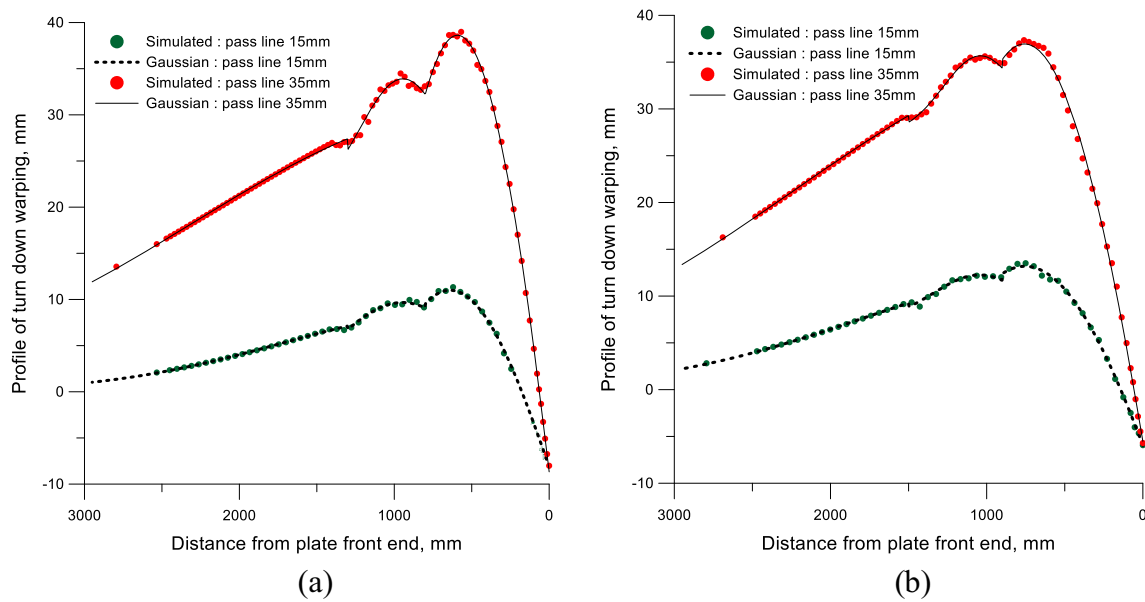 Profile of turn down warping, mm
40
30
20
10
0
-10
Simulated : pass line 15mm
Gaussian : pass line 15mm
Simulated : pass line 35mm
Gaussian : pass line 35mm
3000
2000
1000
0
Distance from plate front end, mm
(a)
Profile of turn down warping, mm
40
30
20
10
0
-10
Simulated : pass line 15mm
Gaussian : pass line 15mm
Simulated : pass line 35mm
Gaussian : pass line 35mm
3000
2000
1000
0
Distance from plate front end, mm
(b)